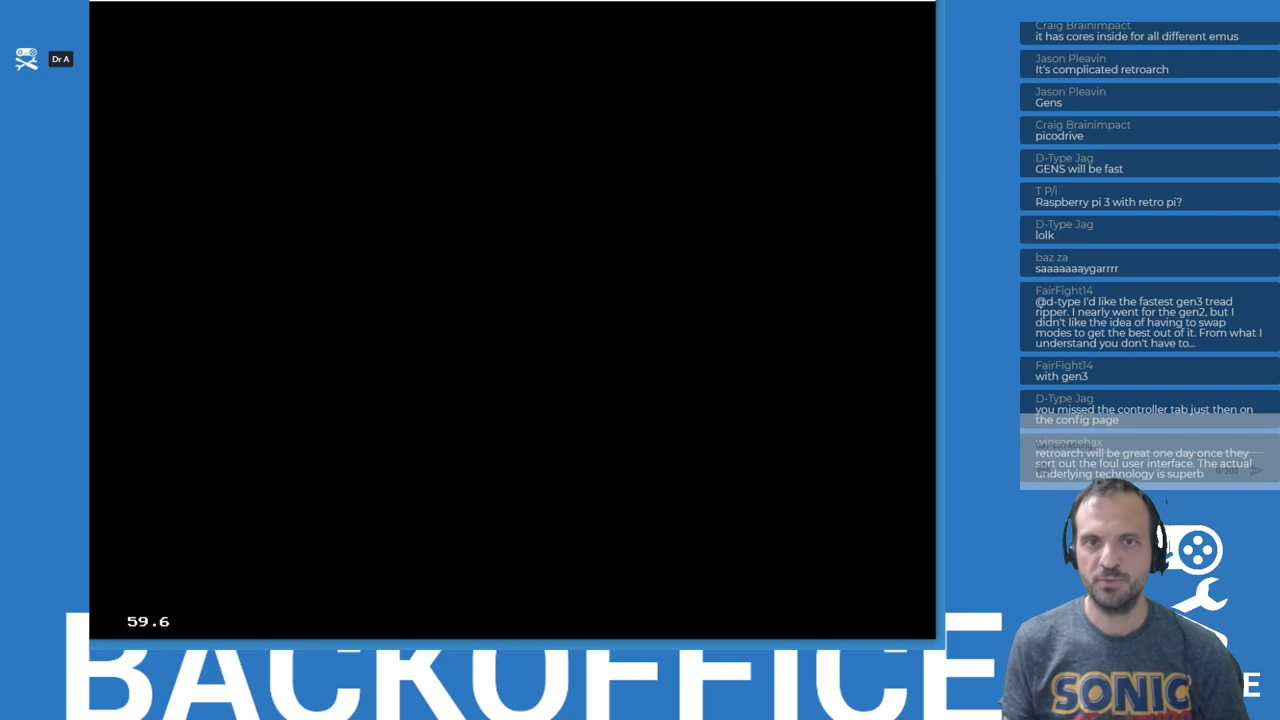 Dr A
59.6
BACKOFFICE
Craig Brainimpact
it has cores inside for all different emus
Jason Pleavin
It's complicated retroarch
Jason Pleavin
Gens
Craig Brainimpact
picodrive
D-Type Jag
GENS will be fast
T P/i
Raspberry pi 3 with retro pi?
D-Type Jag
lolk
baz za
saaaaaaaygarrrr
FairFight14
@d-type I'd like the fastest gen3 tread
ripper. I nearly went for the gen2, but I
didn't like the idea of having to swap
modes to get the best out of it. From what I
understand you don't have to...
FairFight14
with gen3
D-Type Jag
you missed the controller tab just then on
the config page
winsomehax
retroarch will be great one day once they
sort out the foul user interface. The actual
underlying technology is superb
0/200
SONIC
E